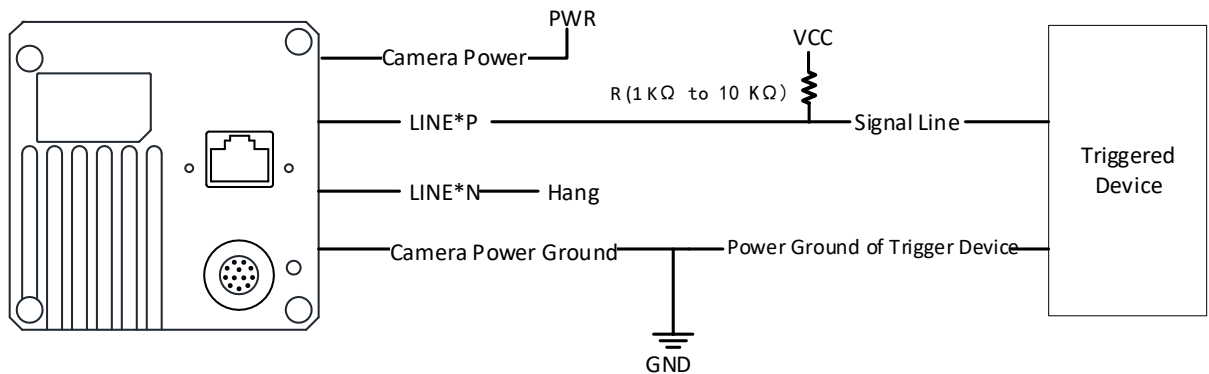 PWR
Camera Power
VCC
R(1KΩ to 10 KΩ)
LINE*P
Signal Line
Triggered
Device
LINE*N
Hang
Camera Power Ground
Power Ground of Trigger Device
GND